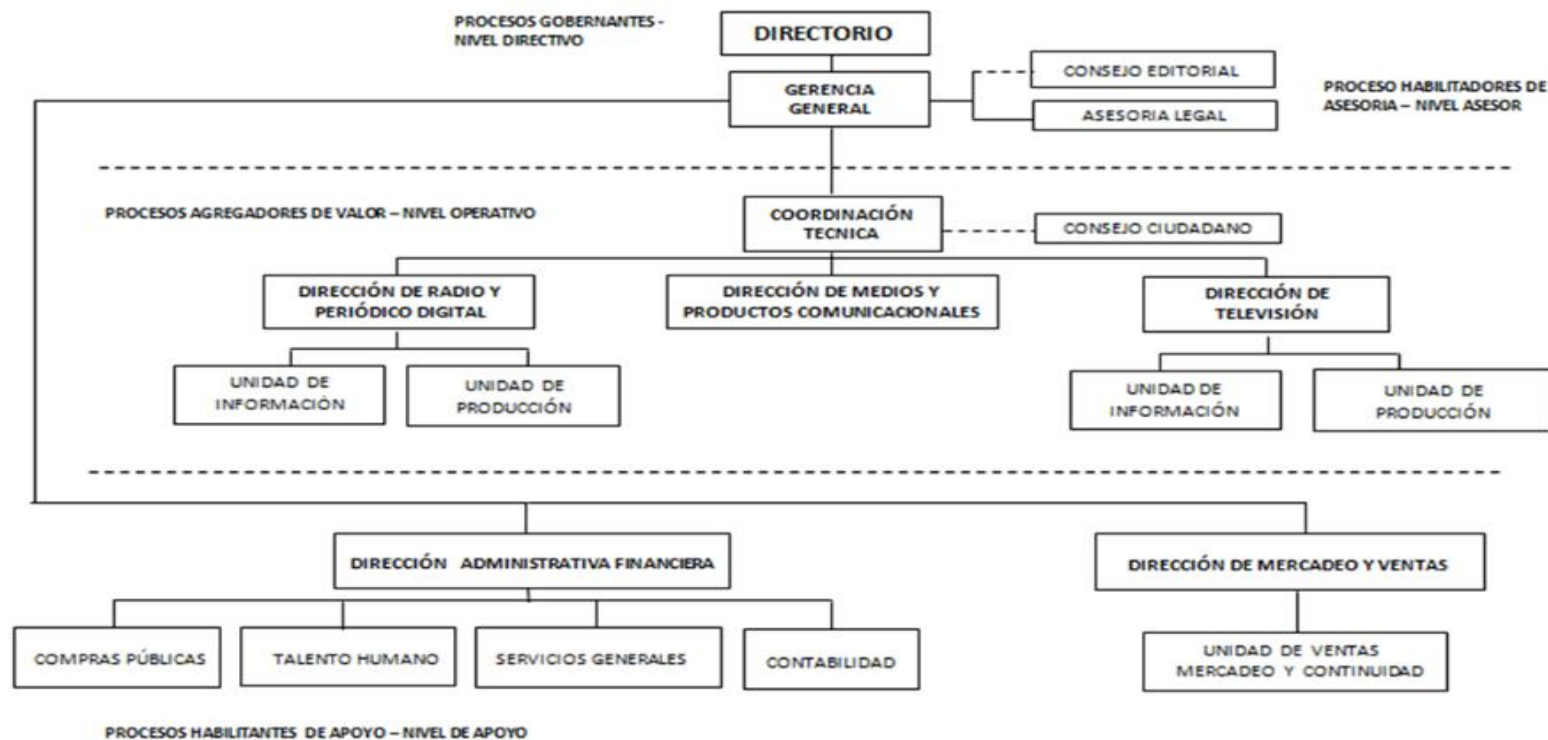 PROCESOS GOBERNANTES -
NIVEL DIRECTIVO
DIRECTORIO
GERENCIA
GENERAL
CONSEJO EDITORIAL
ASESORIA LEGAL
PROCESO HABILITADORES DE
ASESORIA – NIVEL ASESOR
PROCESOS AGREGADORES DE VALOR – NIVEL OPERATIVO
COORDINACIÓN
TECNICA
CONSEJO CIUDADANO
DIRECCIÓN DE RADIO Y
PERIÓDICO DIGITAL
DIRECCIÓN DE MEDIOS Y
PRODUCTOS COMUNICACIONALES
DIRECCIÓN DE
TELEVISIÓN
UNIDAD DE
INFORMACIÒN
UNIDAD DE
PRODUCCIÓN
UNIDAD DE
INFORMACIÓN
UNIDAD DE
PRODUCCIÓN
DIRECCIÓN ADMINISTRATIVA FINANCIERA
DIRECCIÓN DE MERCADEO Y VENTAS
COMPRAS PÚBLICAS
TALENTO HUMANO
SERVICIOS GENERALES
CONTABILIDAD
UNIDAD DE VENTAS
MERCADEO Y CONTINUIDAD
PROCESOS HABILITANTES DE APOYO – NIVEL DE APOYO